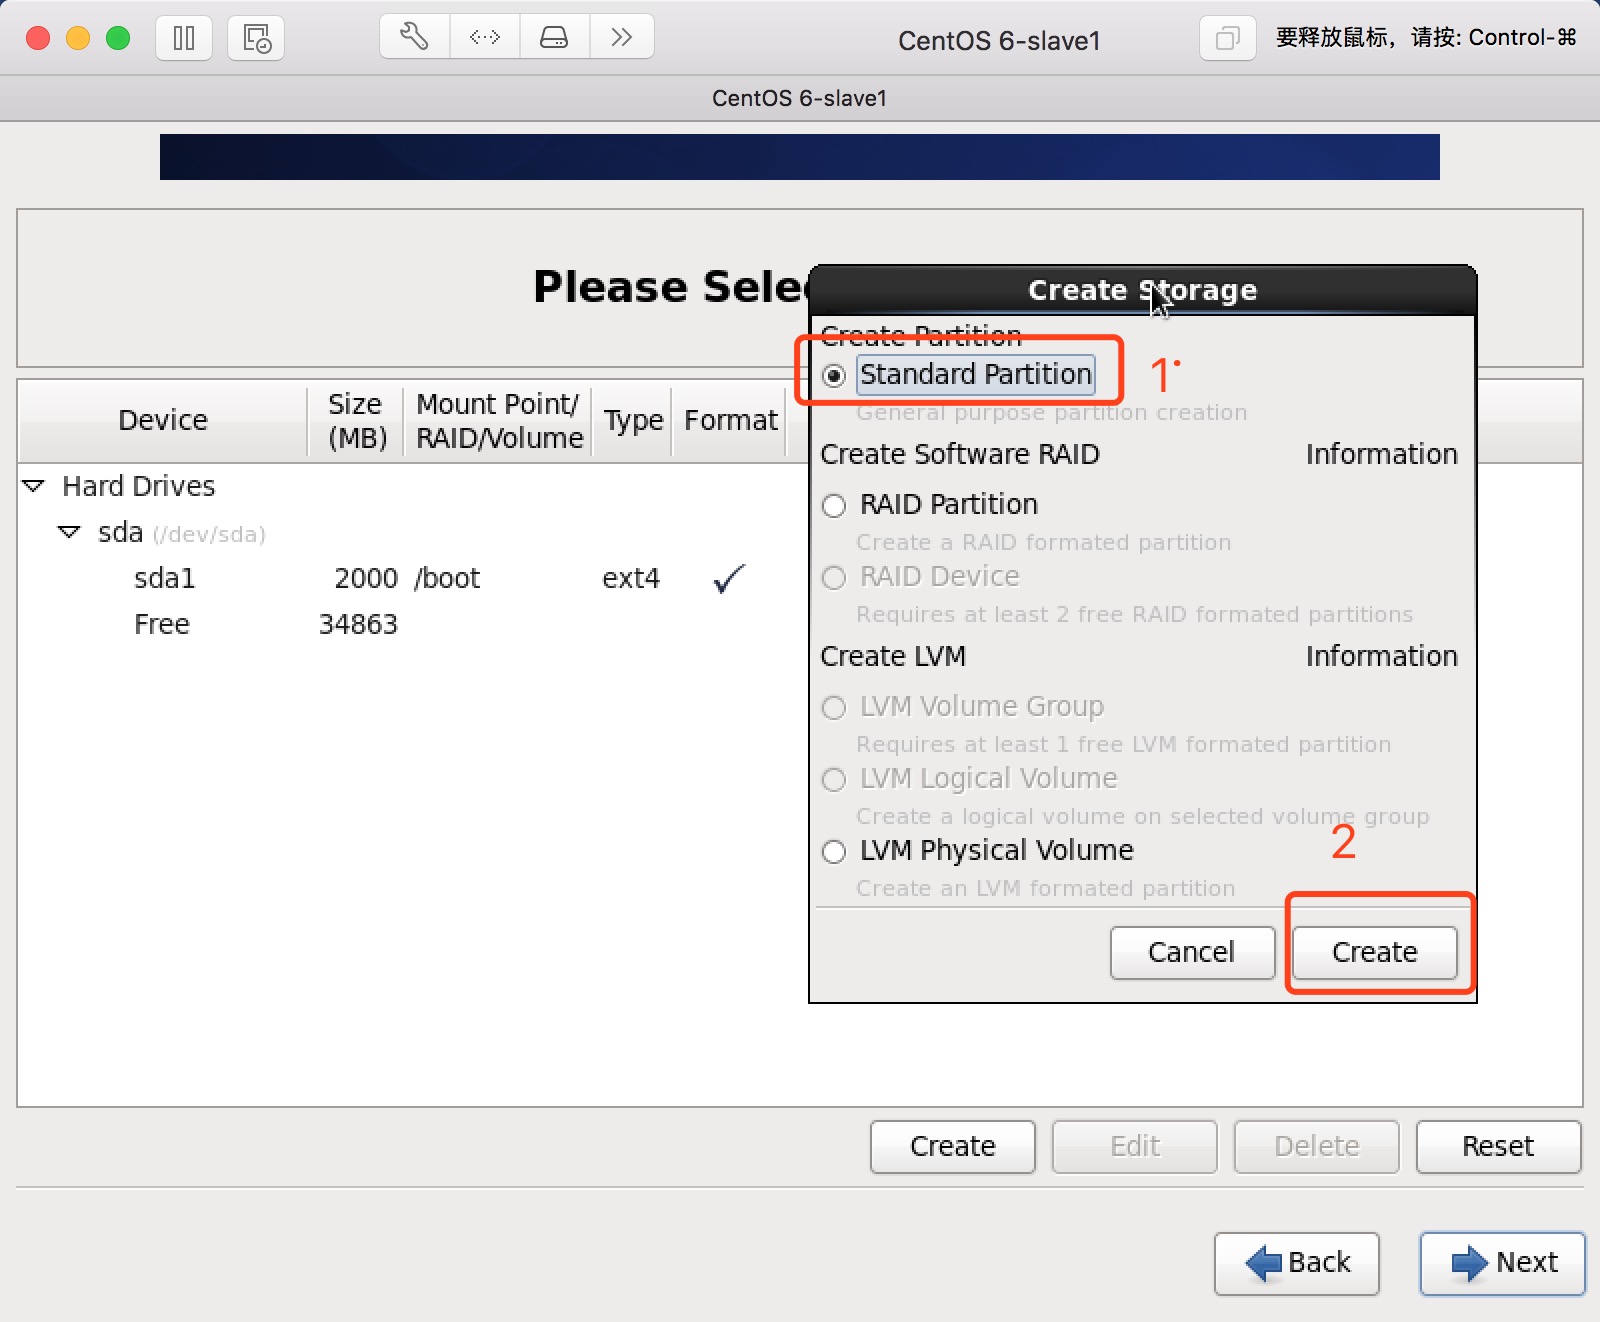 CentOS 6-slave1
要释放鼠标，请按: Control-⌘
CentOS 6-slave1
Create Storage
Create Partition
Standard Partition
1
General purpose partition creation
Create Software RAID Information
RAID Partition
Create a RAID formated partition
RAID Device
Requires at least 2 free RAID formated partitions
Create LVM Information
LVM Volume Group
Requires at least 1 free LVM formated partition
LVM Logical Volume
Create a logical volume on selected volume group
LVM Physical Volume
2
Create an LVM formated partition
Cancel Create
Please
Device Size (MB) Mount Point/ RAID/Volume Type Format
Hard Drives
sda (/dev/sda)
sda1 2000 /boot ext4
Free 34863
Create Edit Delete Reset
Back Next